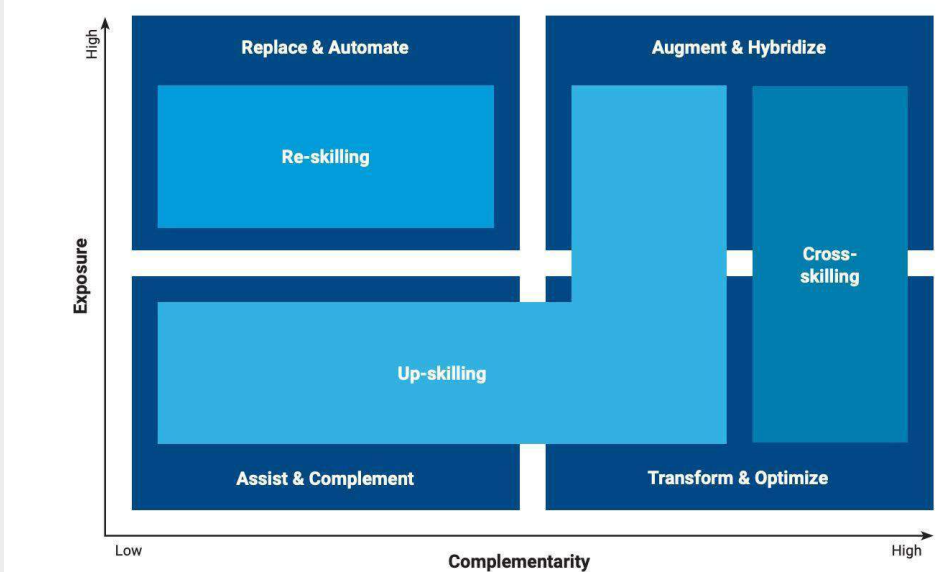 High
Replace & Automate
Augment & Hybridize
Re-skilling
Exposure
Cross-
skilling
Up-skilling
Assist & Complement
Transform & Optimize
Low
High
Complementarity